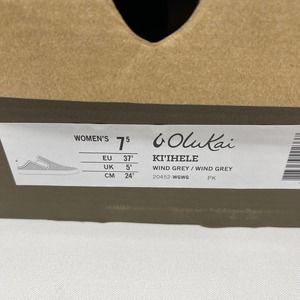 WOMEN'S 7 5
EU 37'
UK 5'
CM 24'
OluKai
KI'IHELE
WIND GREY / WIND GREY
20452-WGWG PK